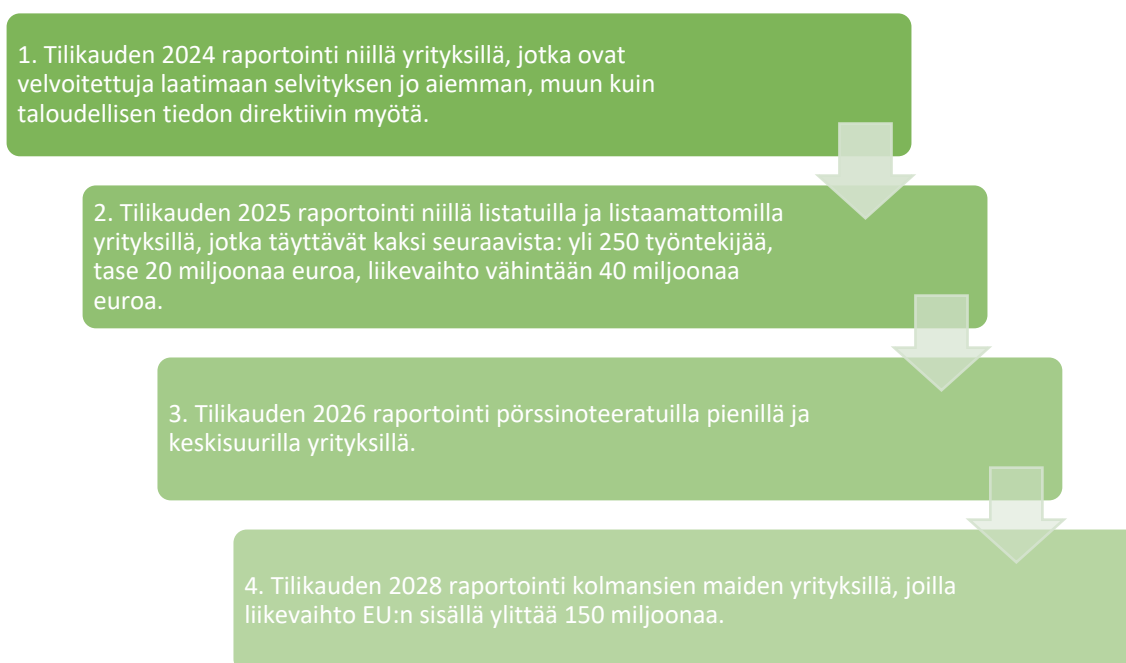 1. Tilikauden 2024 raportointi niillä yrityksillä, jotka ovat
velvoitettuja laatimaan selvityksen jo aiemman, muun kuin
taloudellisen tiedon direktiivin myötä.
2. Tilikauden 2025 raportointi niillä listatuilla ja listaamattomilla
yrityksillä, jotka täyttävät kaksi seuraavista: yli 250 työntekijää,
tase 20 miljoonaa euroa, liikevaihto vähintään 40 miljoonaa
euroa.
3. Tilikauden 2026 raportointi pörssinoteeratuilla pienillä ja
keskisuurilla yrityksillä.
4. Tilikauden 2028 raportointi kolmansien maiden yrityksillä, joilla
liikevaihto EU:n sisällä ylittää 150 miljoonaa.